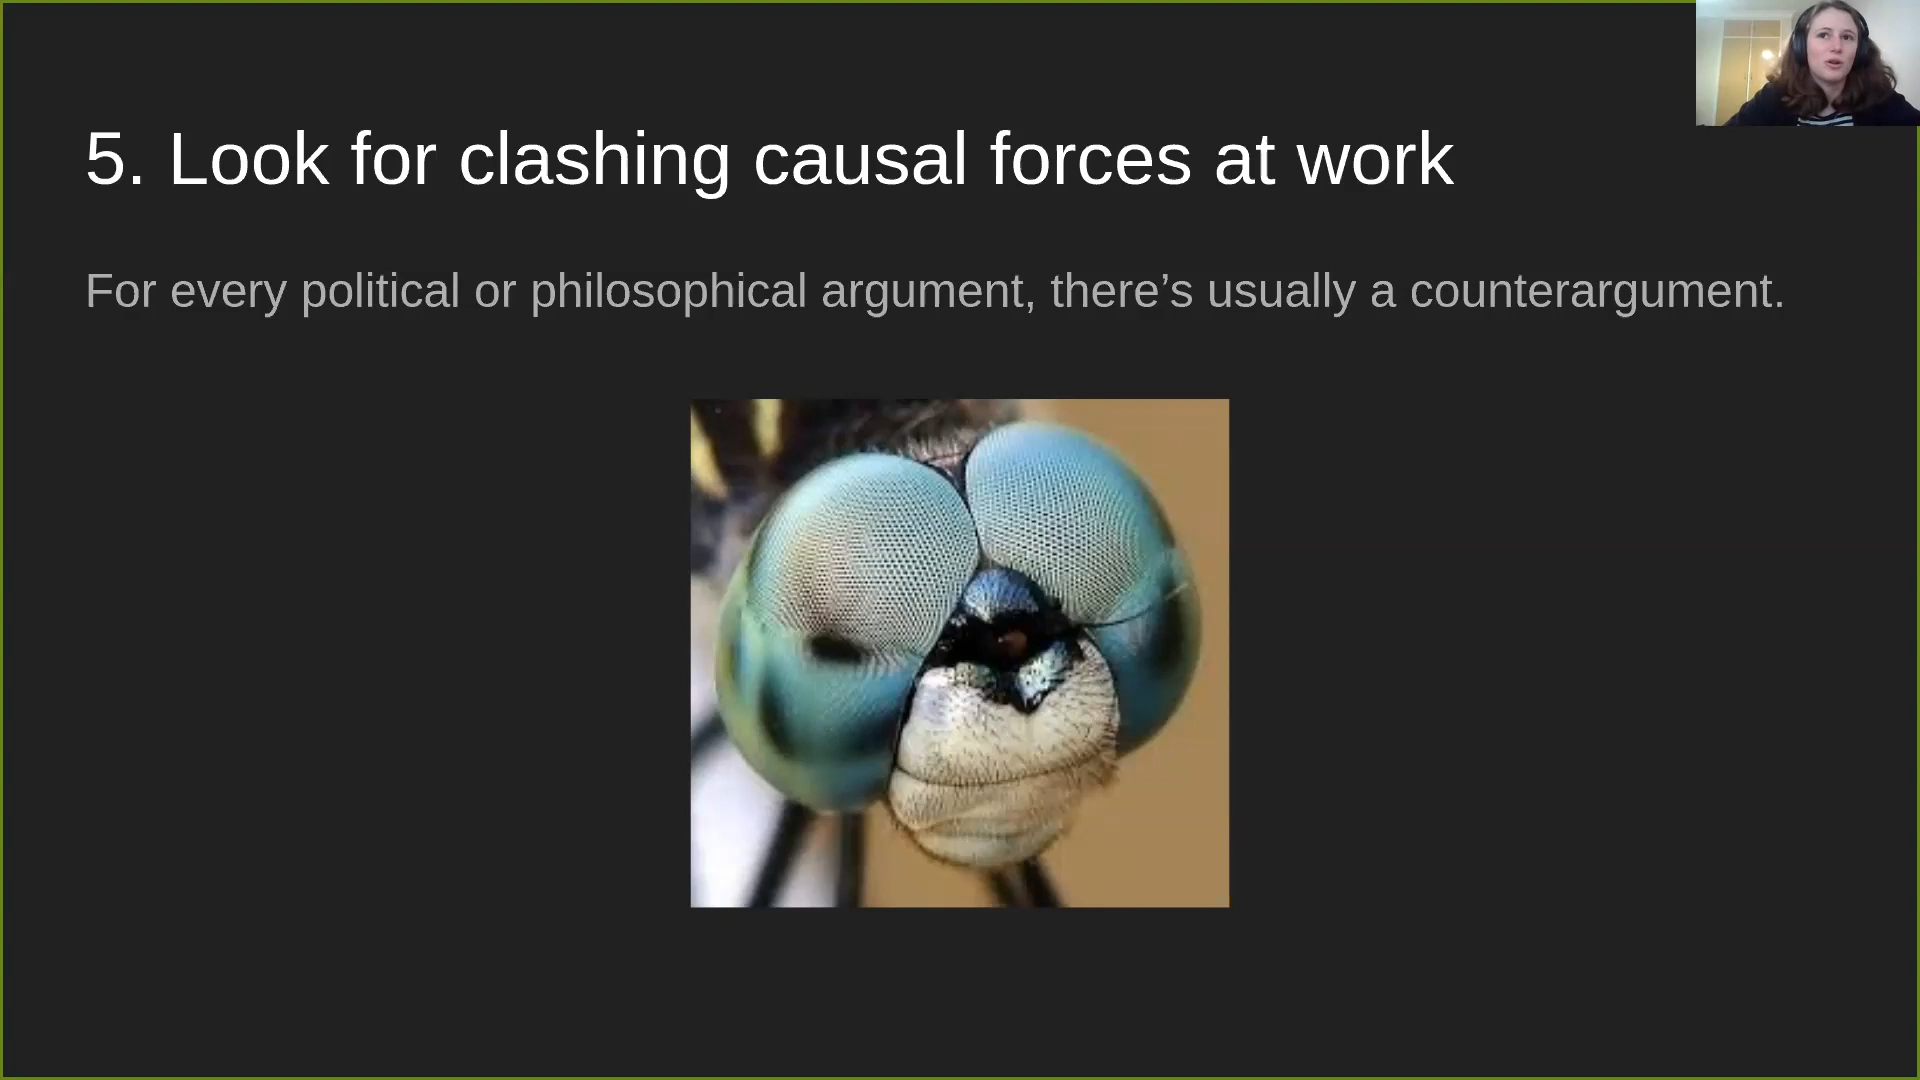 5. Look for clashing causal forces at work
For every political or philosophical argument, there’s usually a counterargument.